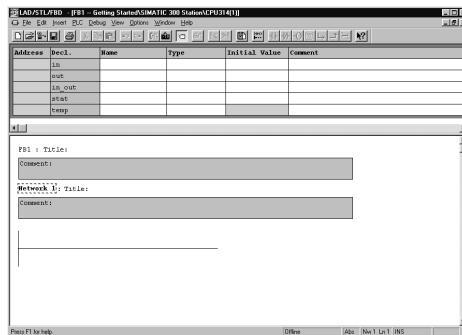 LAD/STL/FBD - [FB1 -- Getting Started\SIMATIC 300 Station\CPU314(1)]
File Edit Insert PLC Debug View Options Window Help
Address Decl. Name Type Initial Value Comment
in
out
in_out
stat
temp
FB1 : Title:
Comment:
Network 1: Title:
Comment:
Press F1 for help. Offline Abs Nw 1 Ln 1 INS